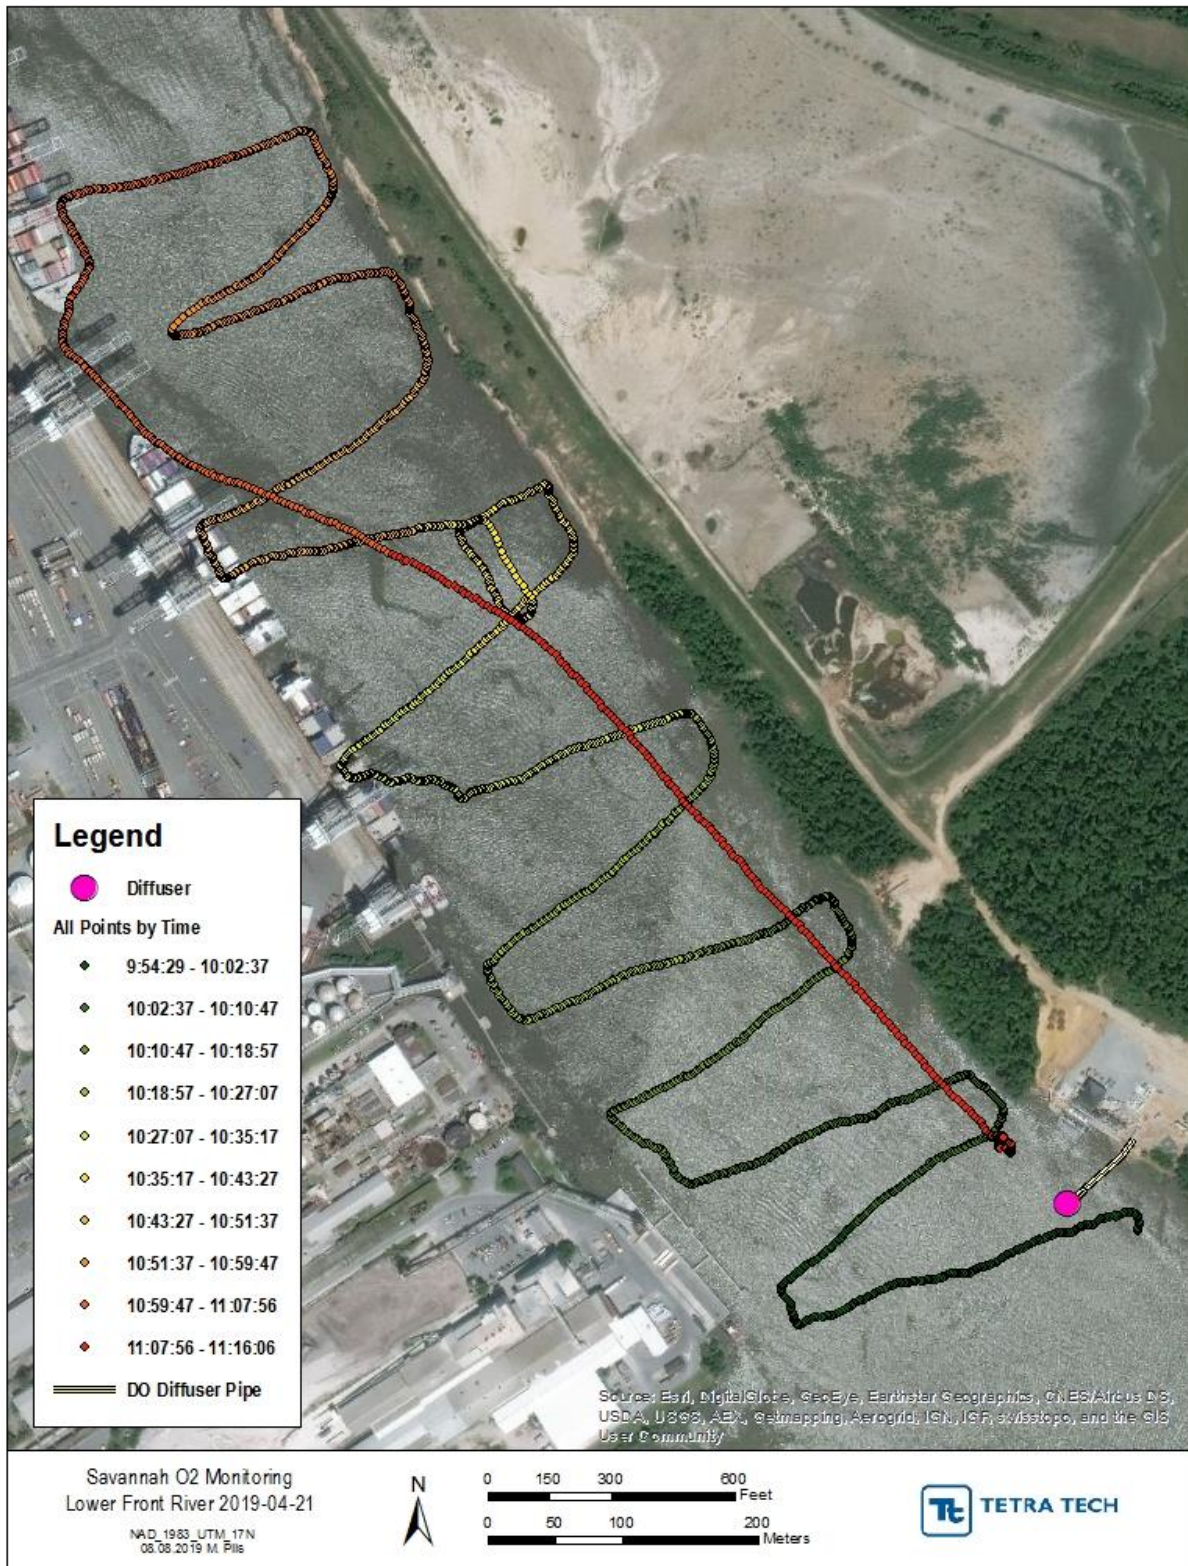 Legend
Diffuser
All Points by Time
9:54:29 - 10:02:37
10:02:37 - 10:10:47
10:10:47 - 10:18:57
10:18:57 - 10:27:07
10:27:07 - 10:35:17
10:35:17 - 10:43:27
10:43:27 - 10:51:37
10:51:37 - 10:59:47
10:59:47 - 11:07:56
11:07:56 - 11:16:06
DO Diffuser Pipe
Source: Esri, DigitalGlobe, GeoEye, Earthstar Geographics, CNES/Airbus DS,
USDA, USGS, AEX, Getmapping, Aerogrid, IGN, IGP, swisstopo, and the GIS
User Community
Savannah O2 Monitoring
Lower Front River 2019-04-21
NAD_1983_UTM_17N
08.08.2019 M. Pils
N
0 150 300 600
Feet
0 50 100 200
Meters
Tt TETRA TECH